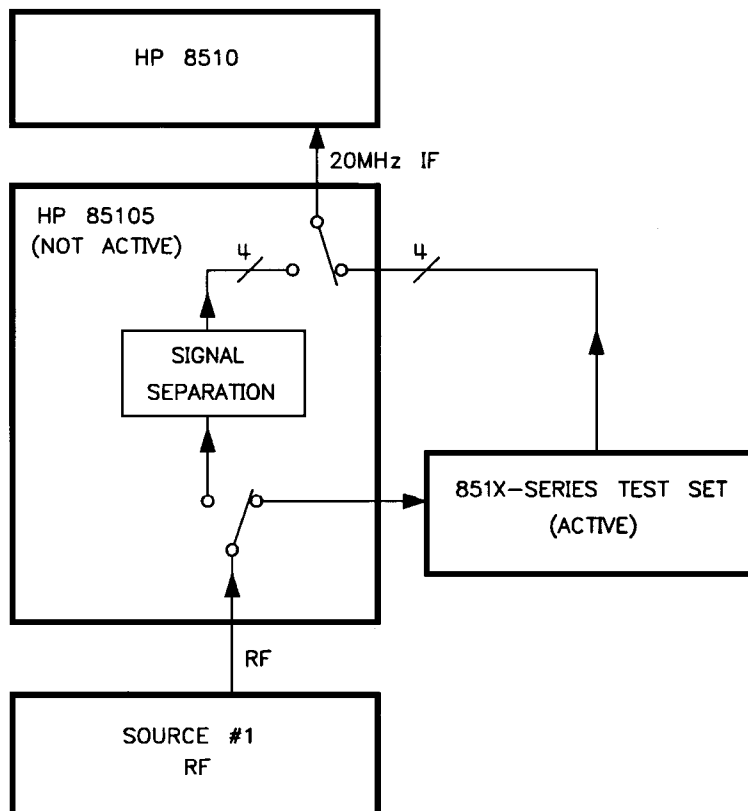 HP 8510
20MHz IF
HP 85105
(NOT ACTIVE)
4
4
SIGNAL
SEPARATION
851X-SERIES TEST SET
(ACTIVE)
RF
SOURCE #1
RF